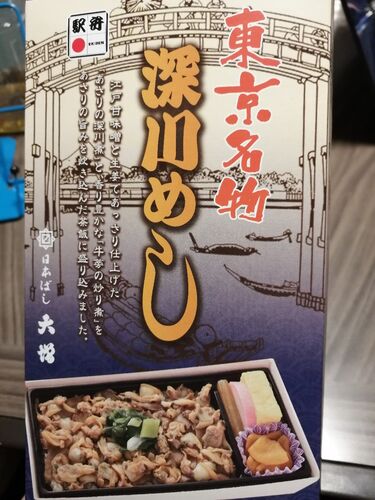 駅弁
EKI-BEN
東京名物
深川めし
江戸甘味噌と生姜であっさり仕上げた
「あさりの深川煮」と、香り豊かな「牛蒡の炒り煮」を
あさりの旨みを炊き込んだ茶飯に盛り込みました。
日本ばし
大増